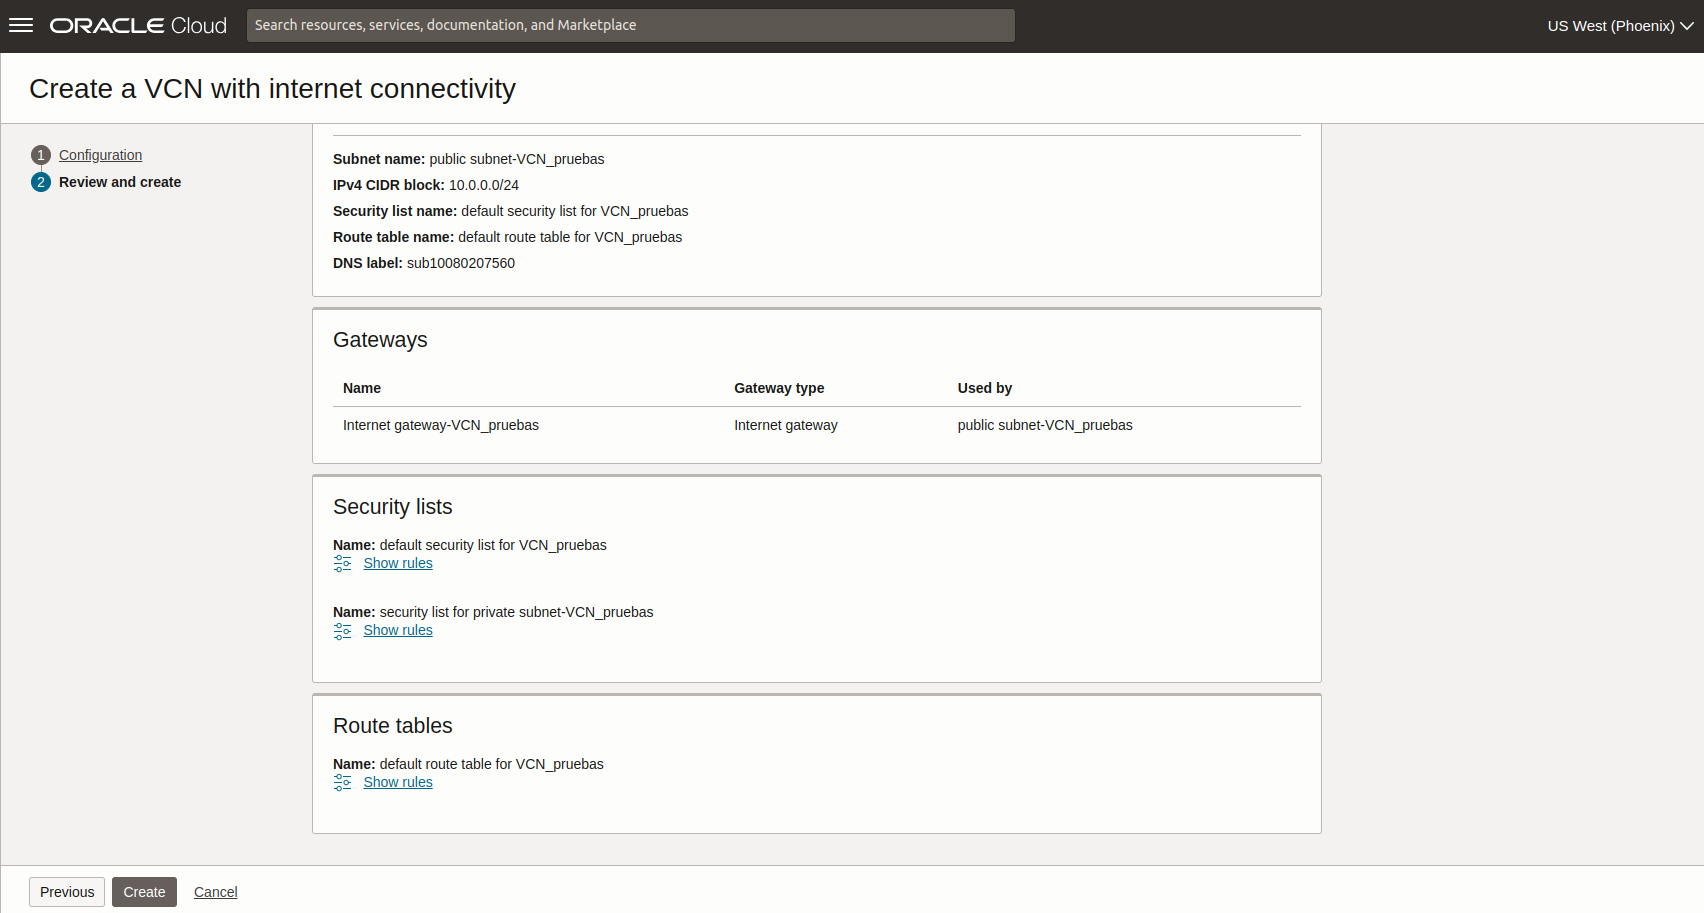 ORACLE Cloud
Search resources, services, documentation, and Marketplace
US West (Phoenix)
Create a VCN with internet connectivity
1 Configuration
2 Review and create
Subnet name: public subnet-VCN_pruebas
IPv4 CIDR block: 10.0.0.0/24
Security list name: default security list for VCN_pruebas
Route table name: default route table for VCN_pruebas
DNS label: sub10080207560
Gateways
Name Gateway type Used by
Internet gateway-VCN_pruebas Internet gateway public subnet-VCN_pruebas
Security lists
Name: default security list for VCN_pruebas
Show rules
Name: security list for private subnet-VCN_pruebas
Show rules
Route tables
Name: default route table for VCN_pruebas
Show rules
Previous Create Cancel